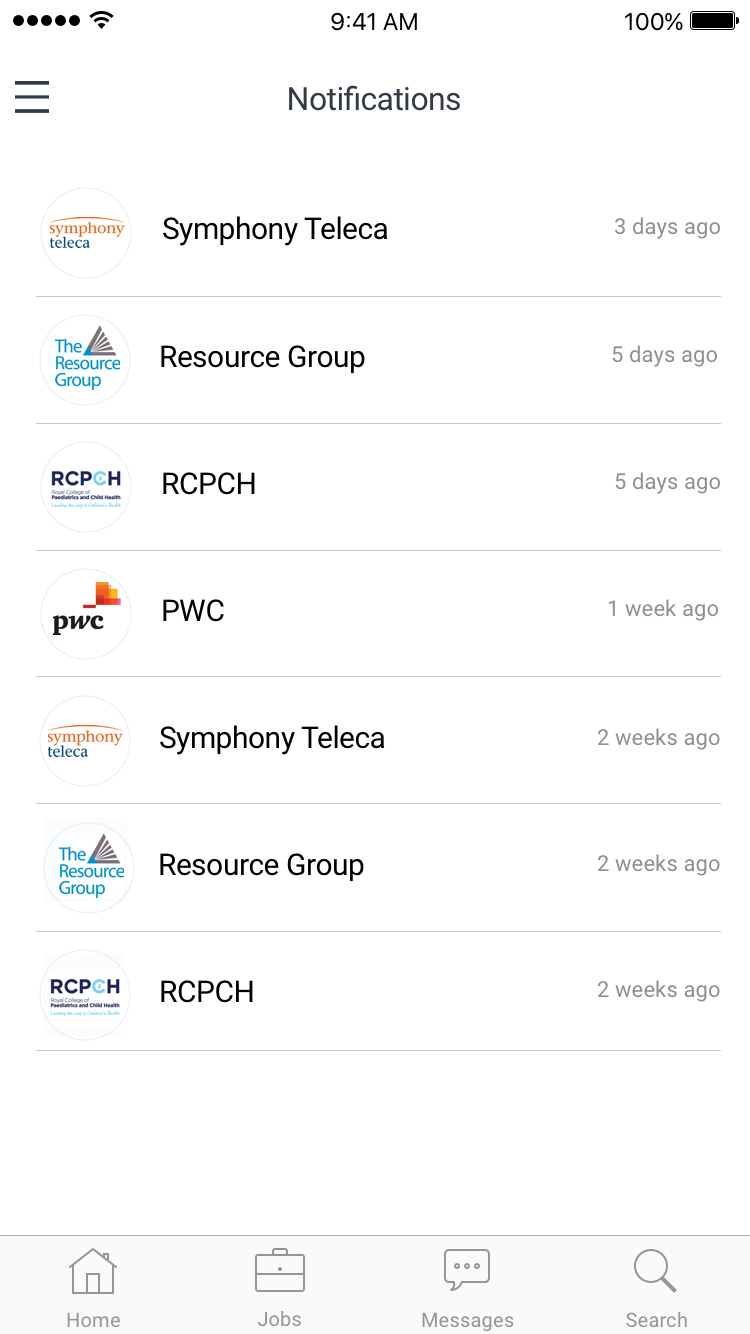 9:41 AM
100%
Notifications
symphony
teleca
Symphony Teleca
3 days ago
The
Resource
Group
Resource Group
5 days ago
RCPCH
Royal College of
Paediatrics and Child Health
Leading the way in Children's Health
RCPCH
5 days ago
pwc
PWC
1 week ago
symphony
teleca
Symphony Teleca
2 weeks ago
The
Resource
Group
Resource Group
2 weeks ago
RCPCH
Royal College of
Paediatrics and Child Health
Leading the way in Children's Health
RCPCH
2 weeks ago
Home
Jobs
Messages
Search